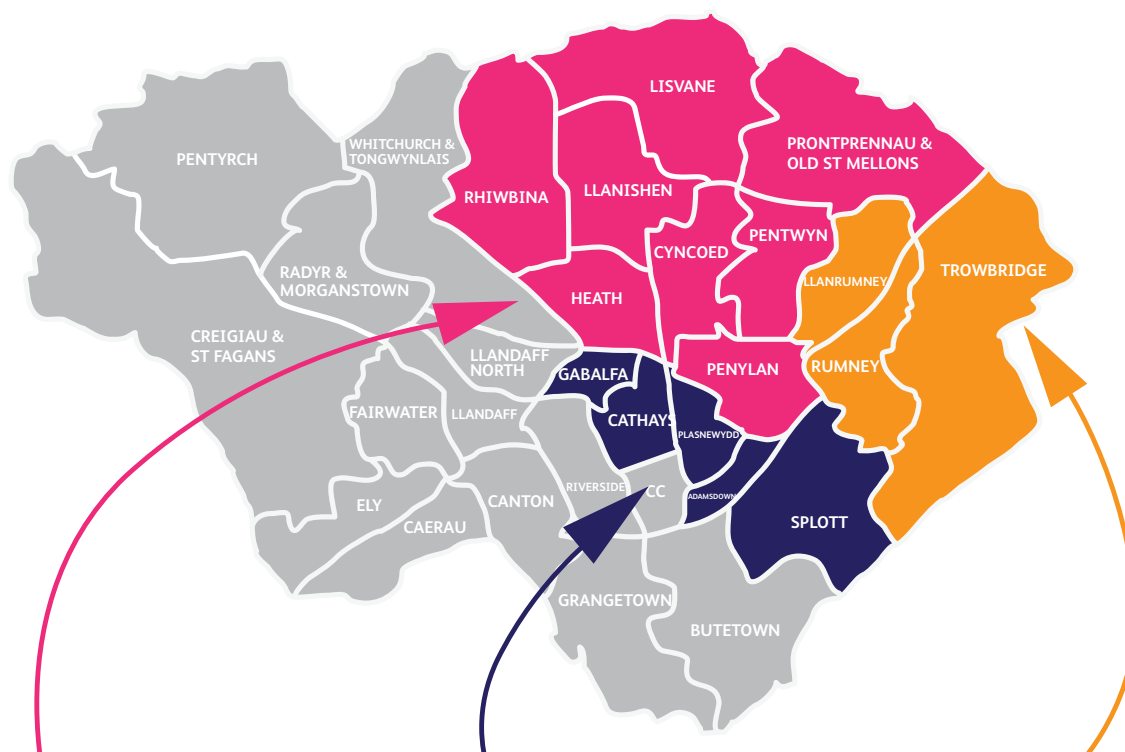 LISVANE
WHITCHURCH &
TONGWYNLAIS
PENTYRCH
PRONTPRENNAU &
OLD ST MELLONS
RHIWBINA
LLANISHEN
PENTWYN
CYNCOED
RADYR &
MORGANSTOWN
TROWBRIDGE
LLANRUMNEY
HEATH
CREIGIAU &
ST FAGANS
LLANDAFF
NORTH
GABALFA
PENYLAN
RUMNEY
FAIRWATER
LLANDAFF
CATHAYS
PLASNEWYDD
RIVERSIDE
CC
ADAMSDOWN
ELY
CANTON
CAERAU
SPLOTT
GRANGETOWN
BUTETOWN